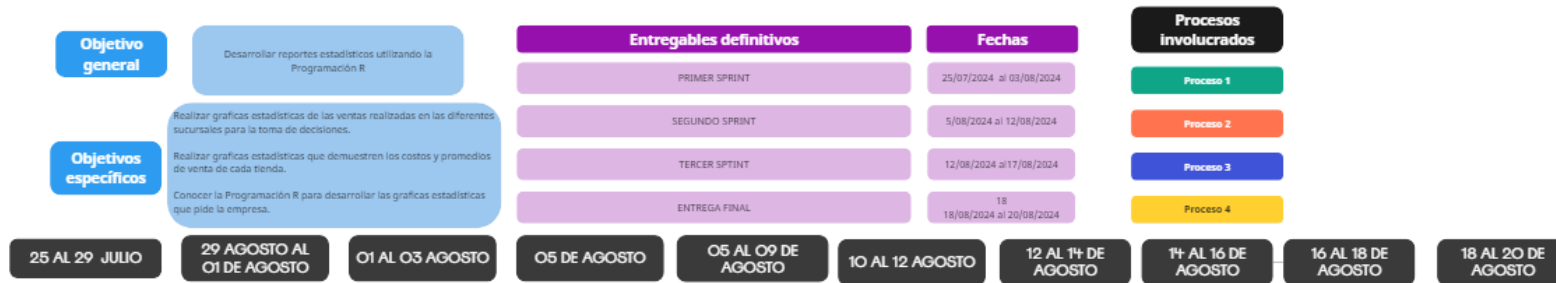 Objetivo
general
Desarrollar reportes estadísticos utilizando la
Programación R
Objetivos
específicos
Realizar graficas estadísticas de las ventas realizadas en las diferentes
sucursales para la toma de decisiones.
Realizar graficas estadísticas que demuestren los costos y promedios
de venta de cada tienda.
Conocer la Programación R para desarrollar las graficas estadísticas
que pide la empresa.
Entregables definitivos
Fechas
PRIMER SPRINT
25/07/2024 al 03/08/2024
SEGUNDO SPRINT
5/08/2024 al 12/08/2024
TERCER SPTINT
12/08/2024 al17/08/2024
ENTREGA FINAL
18
18/08/2024 al 20/08/2024
Procesos
involucrados
Proceso 1
Proceso 2
Proceso 3
Proceso 4
25 AL 29 JULIO
29 AGOSTO AL
01 DE AGOSTO
01 AL 03 AGOSTO
05 DE AGOSTO
05 AL 09 DE
AGOSTO
10 AL 12 AGOSTO
12 AL 14 DE
AGOSTO
14 AL 16 DE
AGOSTO
16 AL 18 DE
AGOSTO
18 AL 20 DE
AGOSTO